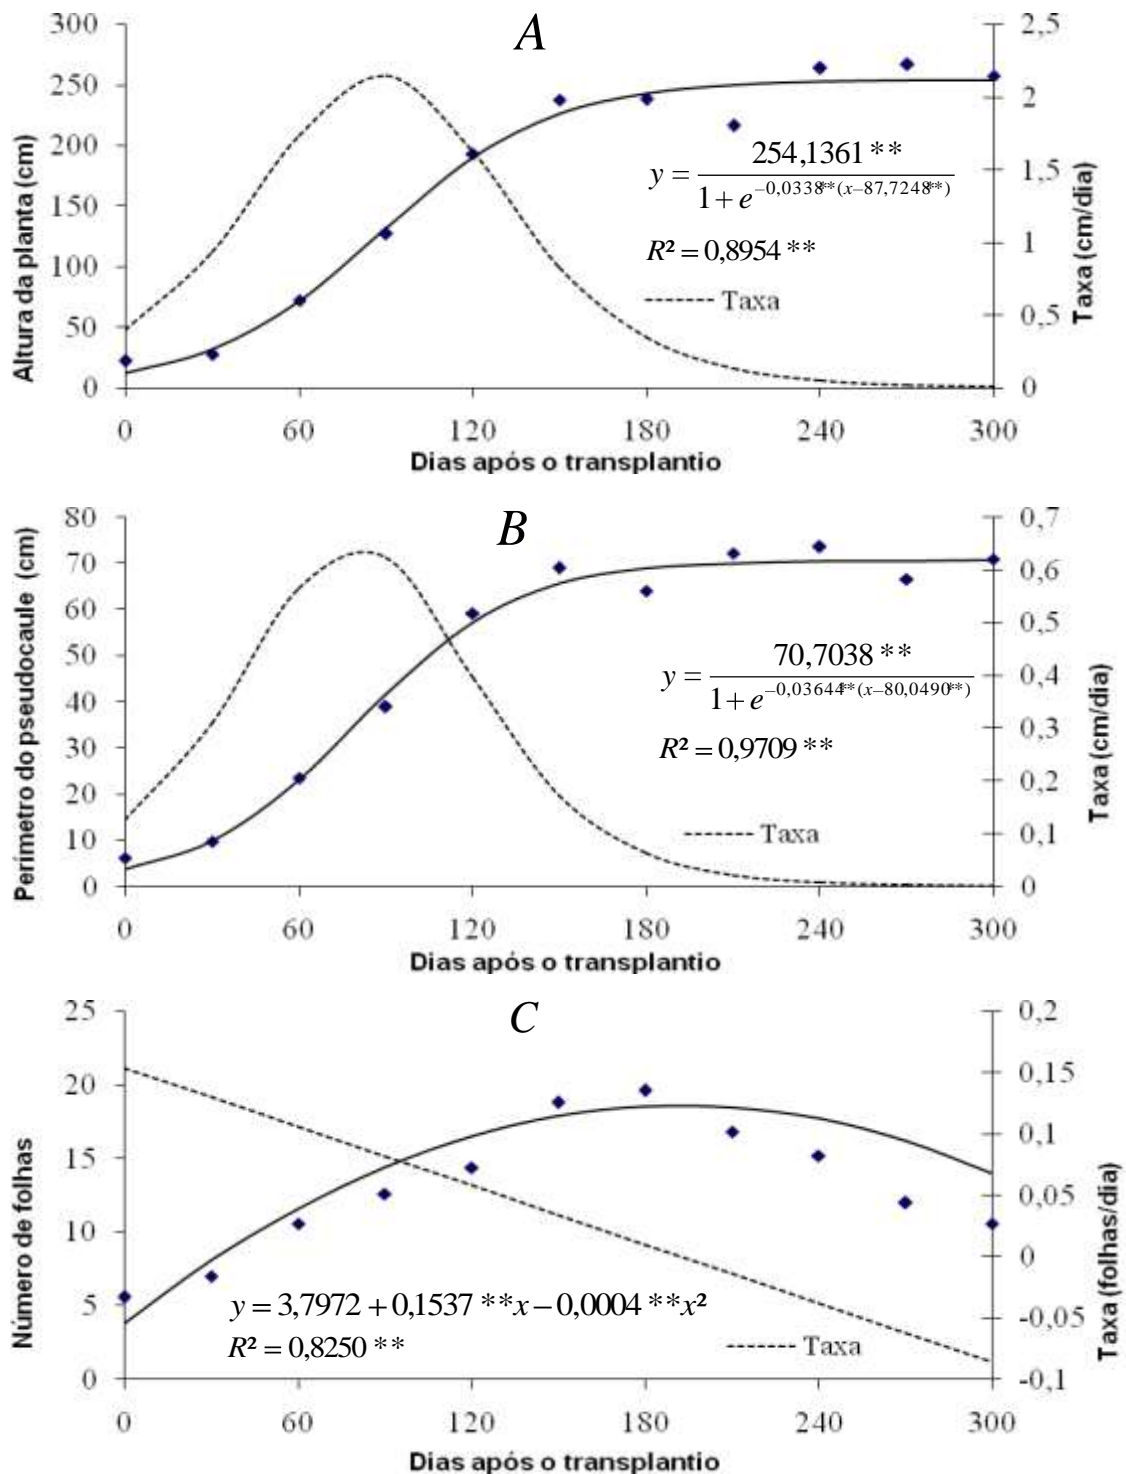 A
300
250
200
150
100
50
0
Altura da planta (cm)
2,5
2
1,5
1
0,5
0
Taxa (cm/dia)
y = 254,1361 ** / 1 + e^−0,0338**(x−87,7248**)
R² = 0,8954 **
Taxa
0 60 120 180 240 300
Dias após o transplantio
B
80
70
60
50
40
30
20
10
0
Perímetro do pseudocaule (cm)
0,7
0,6
0,5
0,4
0,3
0,2
0,1
0
Taxa (cm/dia)
y = 70,7038 ** / 1 + e^−0,03644**(x−80,0490**)
R² = 0,9709 **
Taxa
0 60 120 180 240 300
Dias após o transplantio
C
25
20
15
10
5
0
Número de folhas
0,2
0,15
0,1
0,05
0
-0,05
-0,1
Taxa (folhas/dia)
y = 3,7972 + 0,1537 **x − 0,0004 **x²
R² = 0,8250 **
Taxa
0 60 120 180 240 300
Dias após o transplantio